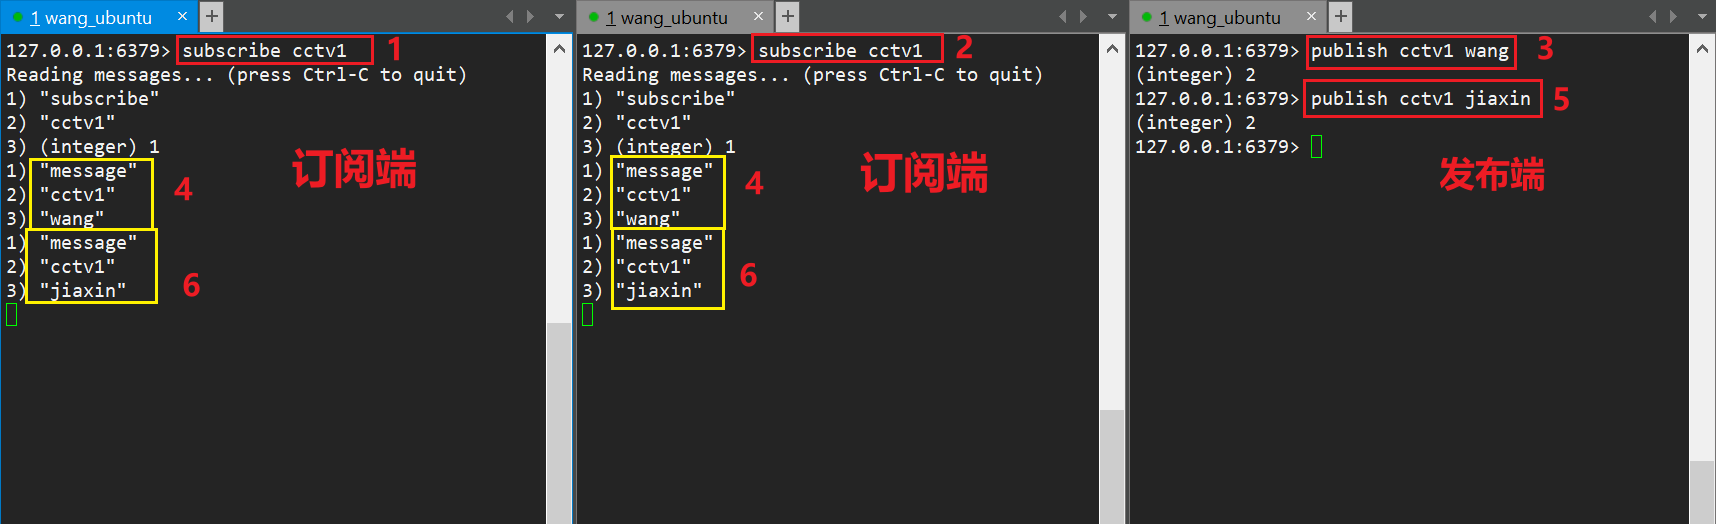 1 wang_ubuntu × +
127.0.0.1:6379> subscribe cctv1 1
Reading messages... (press Ctrl-C to quit)
1) "subscribe"
2) "cctv1"
3) (integer) 1
订阅端
1) "message"
2) "cctv1"
3) "wang"
4
1) "message"
2) "cctv1"
3) "jiaxin"
6
1 wang_ubuntu × +
127.0.0.1:6379> subscribe cctv1 2
Reading messages... (press Ctrl-C to quit)
1) "subscribe"
2) "cctv1"
3) (integer) 1
订阅端
1) "message"
2) "cctv1"
3) "wang"
4
1) "message"
2) "cctv1"
3) "jiaxin"
6
1 wang_ubuntu × +
127.0.0.1:6379> publish cctv1 wang 3
(integer) 2
127.0.0.1:6379> publish cctv1 jiaxin 5
(integer) 2
127.0.0.1:6379>
发布端